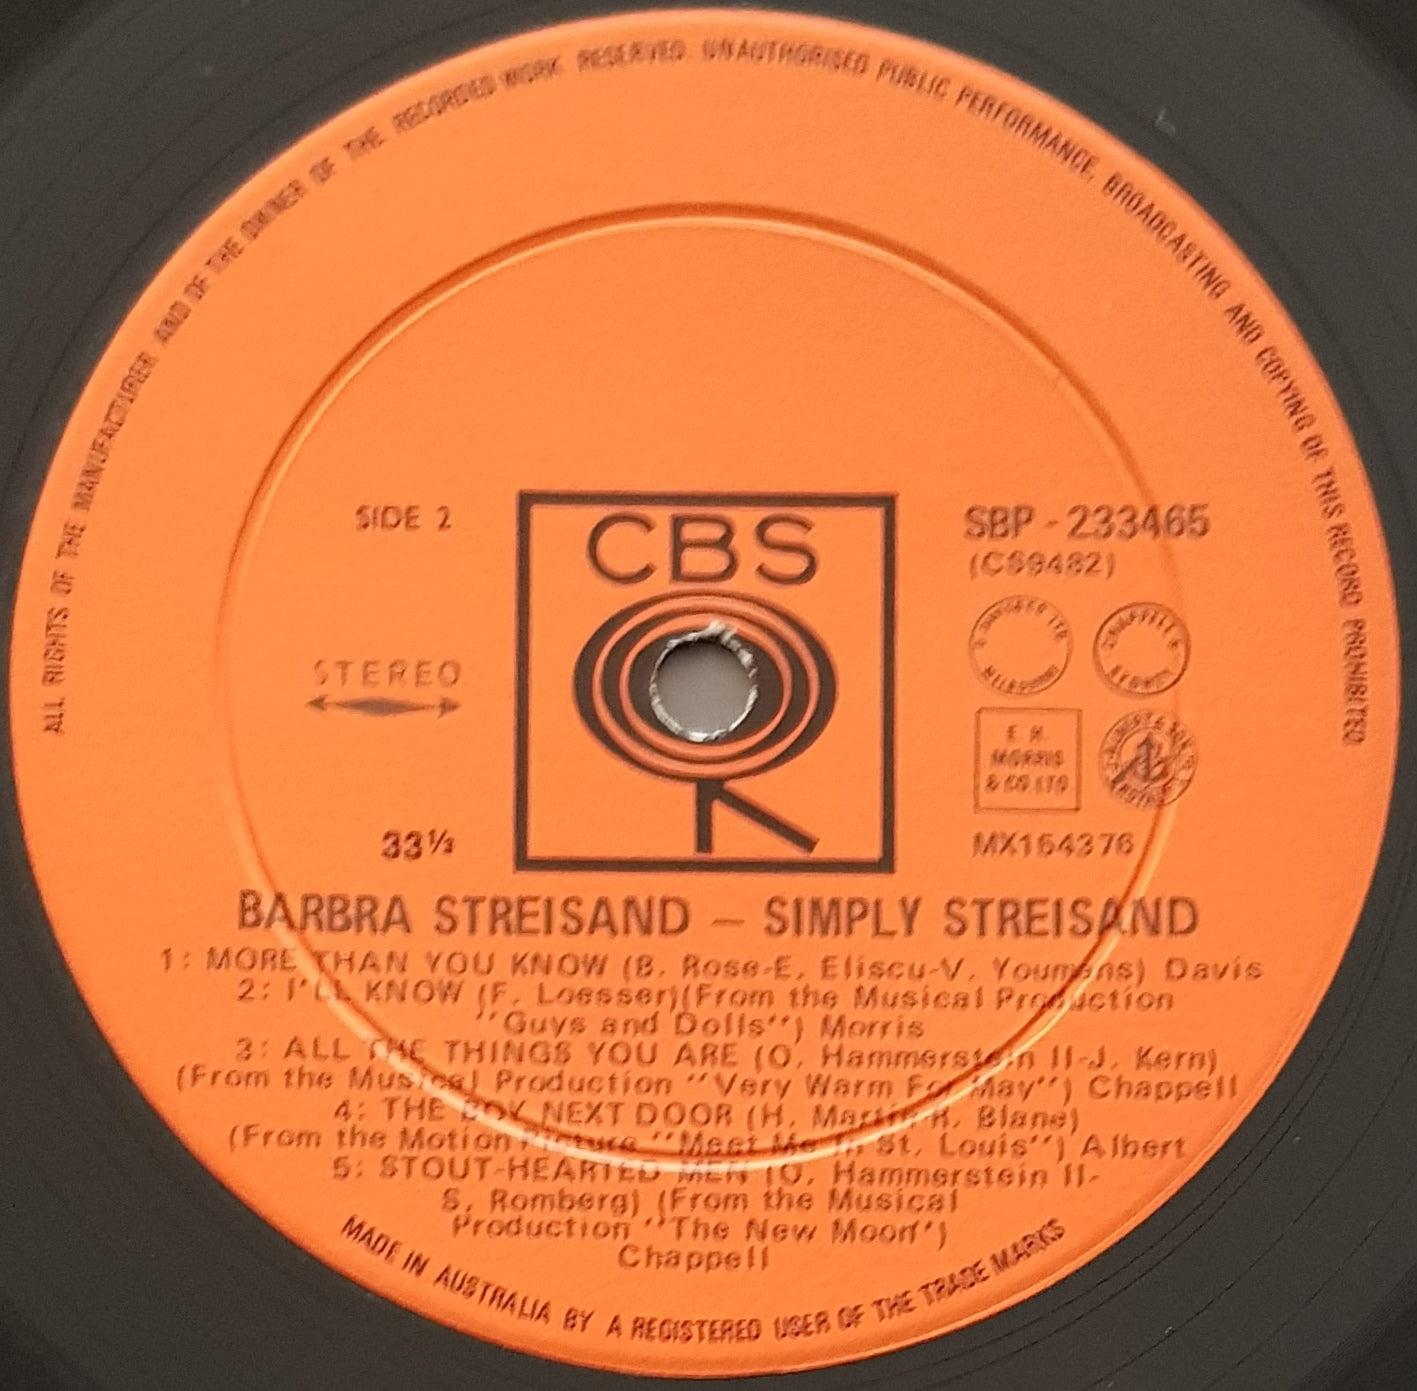 ALL RIGHTS OF THE MANUFACTURER AND OF THE OWNER OF THE RECORDED WORK RESERVED. UNAUTHORISED PUBLIC PERFORMANCE, BROADCASTING AND COPYING OF THIS RECORD PROHIBITED
SIDE 2
CBS
SBP - 233465
(CS9482)
CHAPPELL &
SYDNEY
STEREO
E. H.
MORRIS
& CO LTD
33⅓
MX154376
BARBRA STREISAND – SIMPLY STREISAND
1: MORE THAN YOU KNOW (B. Rose-E. Eliscu-V. Youmans) Davis
2: I'LL KNOW (F. Loesser)(From the Musical Production
"Guys and Dolls") Morris
3: ALL THE THINGS YOU ARE (O. Hammerstein II-J. Kern)
(From the Musical Production "Very Warm For May") Chappell
4: THE BOY NEXT DOOR (H. Martin-R. Blane)
(From the Motion Picture "Meet Me In St. Louis") Albert
5: STOUT-HEARTED MEN (O. Hammerstein II-
S. Romberg) (From the Musical
Production "The New Moon")
Chappell
MADE IN AUSTRALIA BY A REGISTERED USER OF THE TRADE MARKS